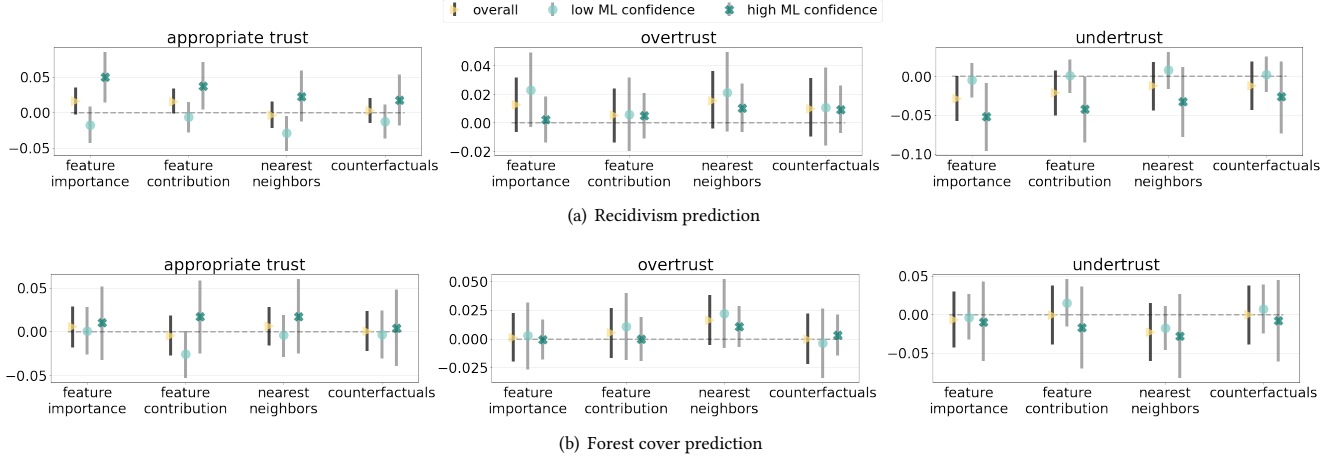 overall low ML confidence high ML confidence
appropriate trust overtrust undertrust
0.05
0.00
−0.05
feature importance feature contribution nearest neighbors counterfactuals
0.04
0.02
0.00
−0.02
feature importance feature contribution nearest neighbors counterfactuals
0.00
−0.05
−0.10
feature importance feature contribution nearest neighbors counterfactuals
(a) Recidivism prediction
appropriate trust overtrust undertrust
0.05
0.00
−0.05
feature importance feature contribution nearest neighbors counterfactuals
0.050
0.025
0.000
−0.025
feature importance feature contribution nearest neighbors counterfactuals
0.05
0.00
−0.05
feature importance feature contribution nearest neighbors counterfactuals
(b) Forest cover prediction